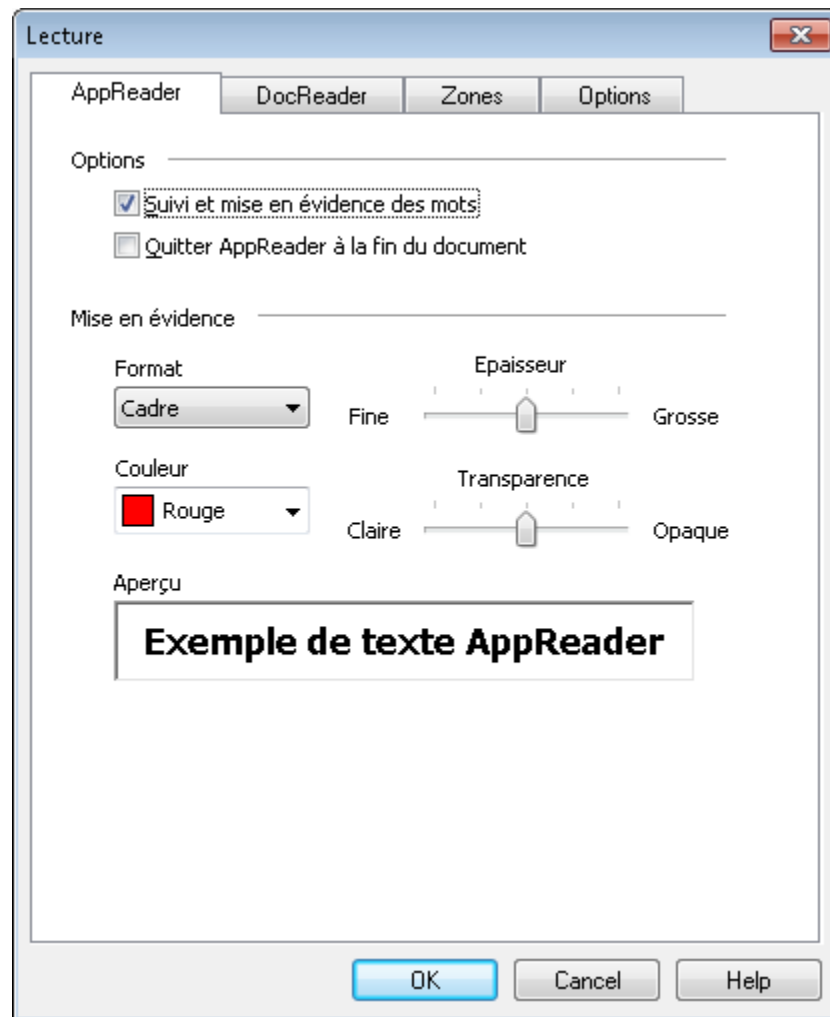 Lecture
AppReader DocReader Zones Options
Options
Suivi et mise en évidence des mots
Quitter AppReader à la fin du document
Mise en évidence
Format Epaisseur
Cadre Fine Grosse
Couleur Transparence
Rouge Claire Opaque
Aperçu
Exemple de texte AppReader
OK Cancel Help